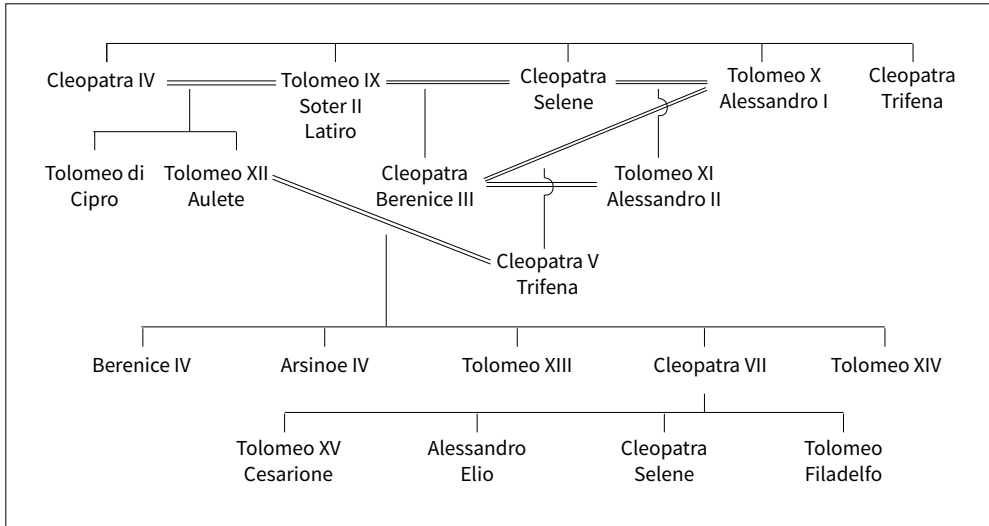 Cleopatra IV
Tolomeo IX
Soter II
Latiro
Cleopatra
Selene
Tolomeo X
Alessandro I
Cleopatra
Trifena
Tolomeo di
Cipro
Tolomeo XII
Aulete
Cleopatra
Berenice III
Tolomeo XI
Alessandro II
Cleopatra V
Trifena
Berenice IV
Arsinoe IV
Tolomeo XIII
Cleopatra VII
Tolomeo XIV
Tolomeo XV
Cesarione
Alessandro
Elio
Cleopatra
Selene
Tolomeo
Filadelfo